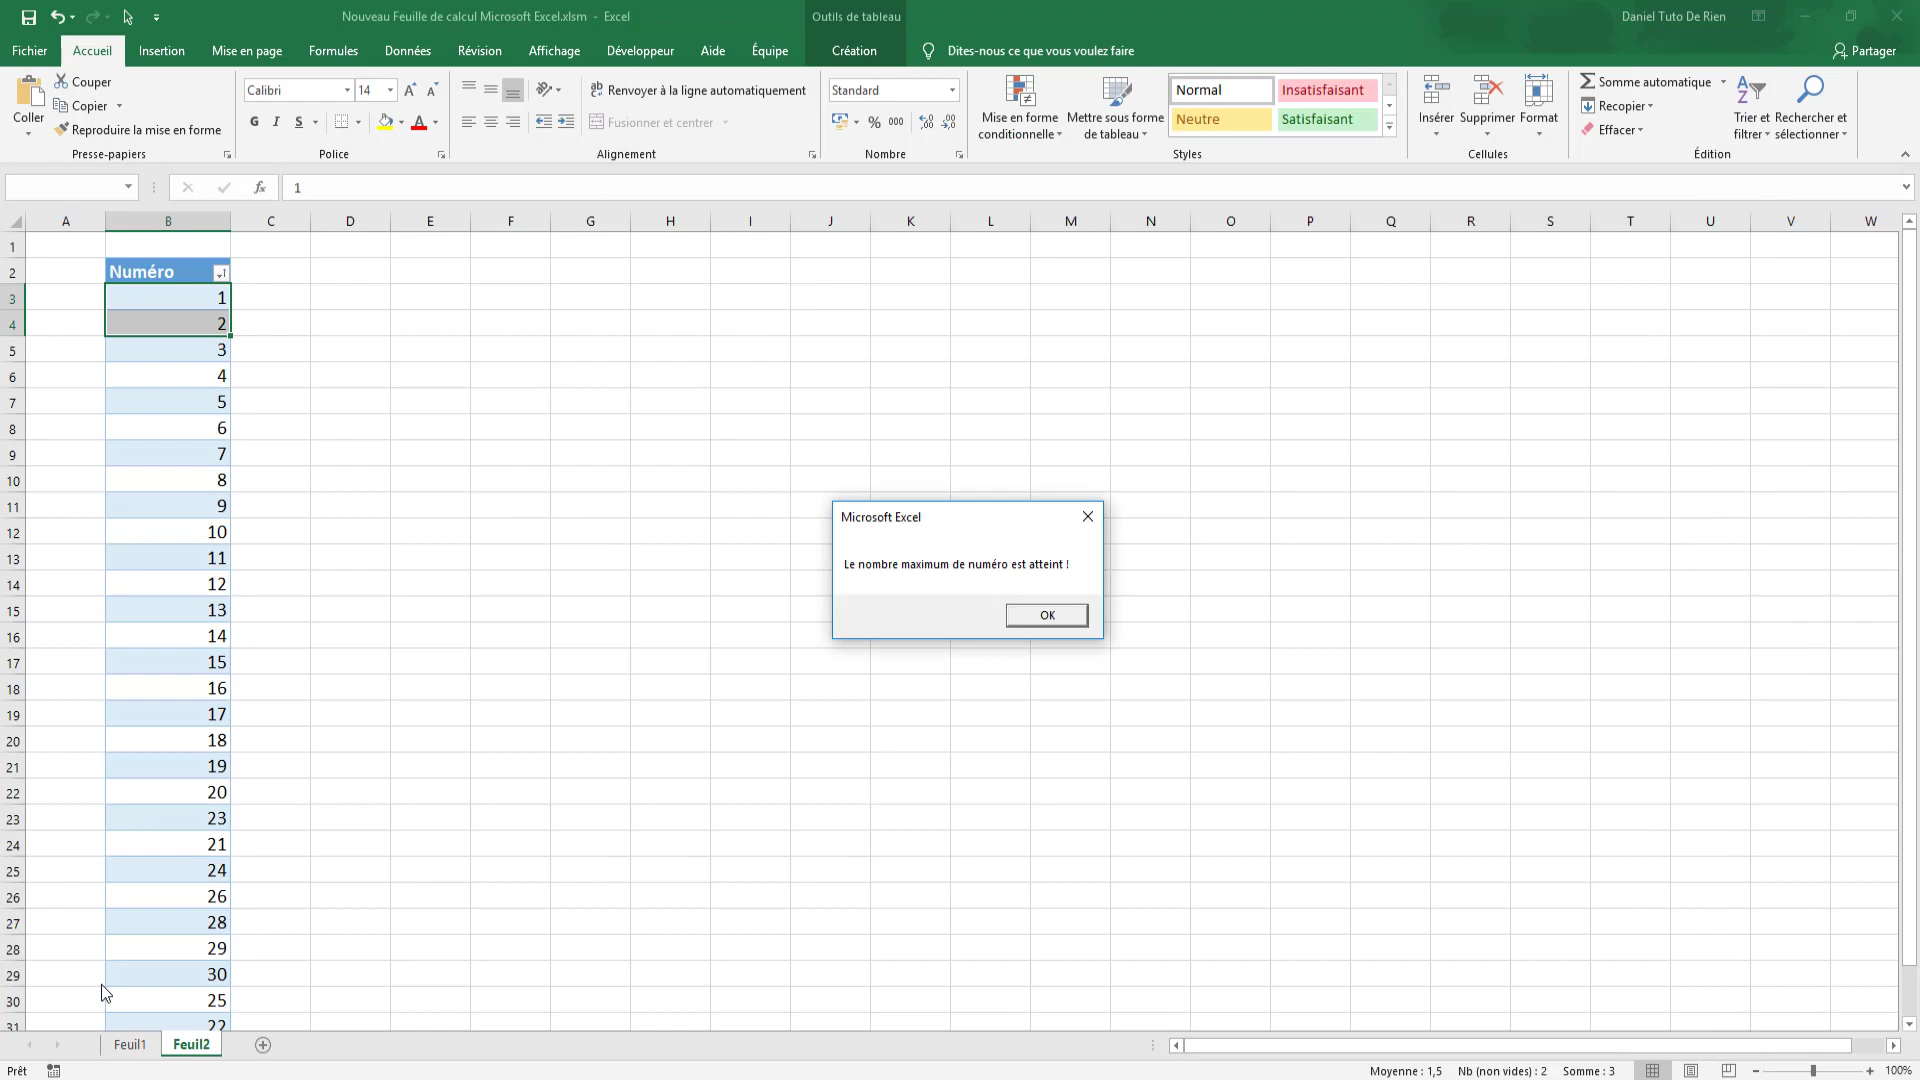 Nouveau Feuille de calcul Microsoft Excel.xlsm - Excel
Outils de tableau
Daniel Tuto De Rien
Fichier Accueil Insertion Mise en page Formules Données Révision Affichage Développeur Aide Équipe Création Dites-nous ce que vous voulez faire Partager
Coller
Couper
Copier
Reproduire la mise en forme
Presse-papiers
Calibri 14
G I S
Police
Renvoyer à la ligne automatiquement
Fusionner et centrer
Alignement
Standard
% 000
Nombre
Mise en forme
conditionnelle
Mettre sous forme
de tableau
Normal Insatisfaisant
Neutre Satisfaisant
Styles
Insérer Supprimer Format
Cellules
Somme automatique
Recopier
Effacer
Trier et
filtrer
Rechercher et
sélectionner
Édition
fx 1
A B C D E F G H I J K L M N O P Q R S T U V W
1
2 Numéro
3 1
4 2
5 3
6 4
7 5
8 6
9 7
10 8
11 9
12 10
13 11
14 12
15 13
16 14
17 15
18 16
19 17
20 18
21 19
22 20
23 23
24 21
25 24
26 26
27 28
28 29
29 30
30 25
31 22
Microsoft Excel
Le nombre maximum de numéro est atteint !
OK
Feuil1 Feuil2
Prêt
Moyenne : 1,5 Nb (non vides) : 2 Somme : 3
100%